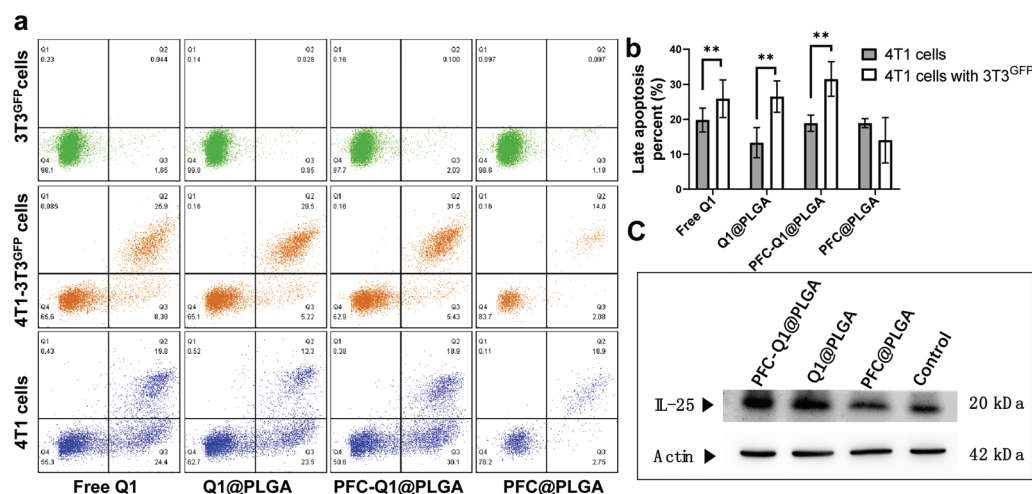 a
3T3GFP cells
Q1 0.23
Q2 0.044
Q4 98.1
Q3 1.65
Q1 0.14
Q2 0.028
Q4 99.0
Q3 0.85
Q1 0.16
Q2 0.100
Q4 97.7
Q3 2.03
Q1 0.097
Q2 0.097
Q4 98.6
Q3 1.18
4T1-3T3GFP cells
Q1 0.085
Q2 25.9
Q4 65.6
Q3 8.39
Q1 0.16
Q2 29.5
Q4 65.1
Q3 5.22
Q1 0.16
Q2 31.5
Q4 62.9
Q3 5.43
Q1 0.16
Q2 14.0
Q4 83.7
Q3 2.08
4T1 cells
Q1 0.43
Q2 19.8
Q4 55.3
Q3 24.4
Q1 0.52
Q2 13.3
Q4 62.7
Q3 23.5
Q1 0.38
Q2 18.9
Q4 50.6
Q3 30.1
Q1 0.11
Q2 18.9
Q4 78.2
Q3 2.75
Free Q1
Q1@PLGA
PFC-Q1@PLGA
PFC@PLGA
b
Late apoptosis
percent (%)
40
30
20
10
0
**
**
**
4T1 cells
4T1 cells with 3T3GFP
Free Q1
Q1@PLGA
PFC-Q1@PLGA
PFC@PLGA
C
PFC-Q1@PLGA
Q1@PLGA
PFC@PLGA
Control
IL-25 ▶
20 kDa
Actin ▶
42 kDa